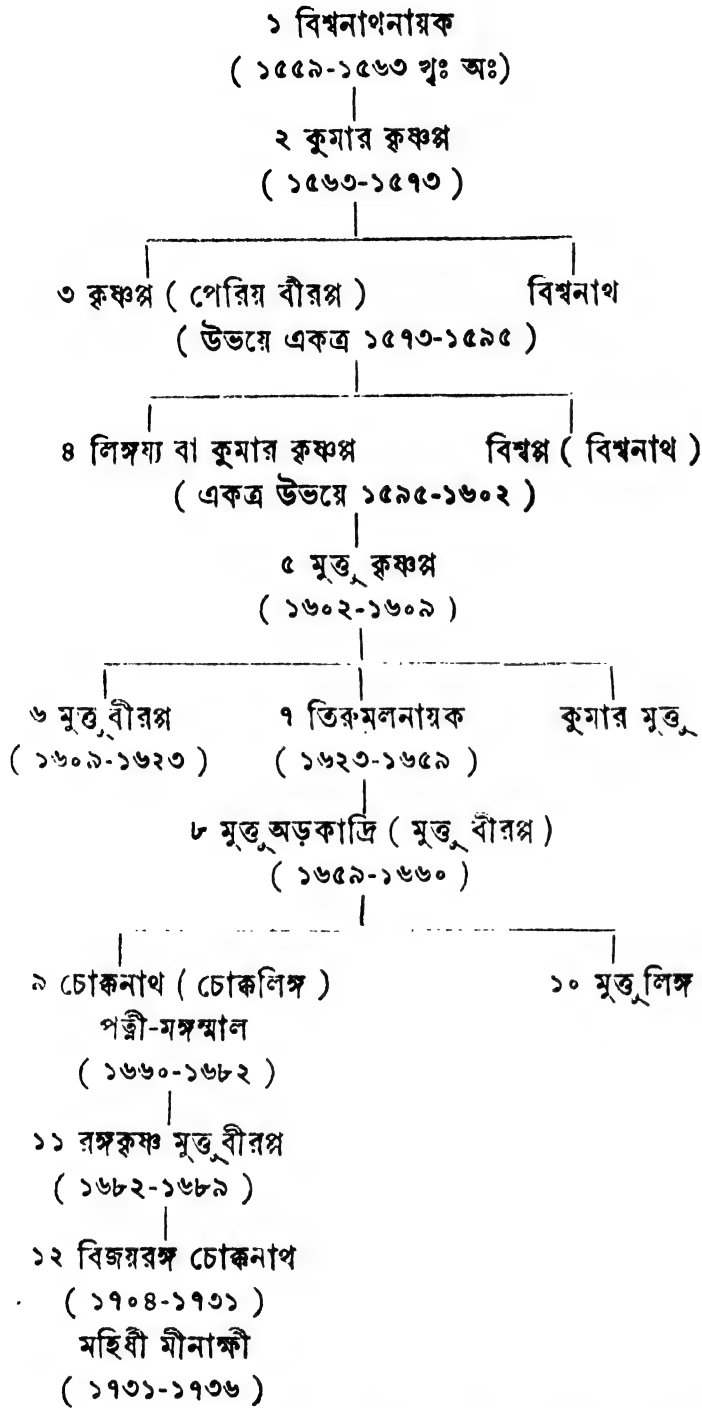 ১ বিশ্বনাথনায়ক
( ১৫৫৯-১৫৬৩ খৃঃ অঃ)
২ কুমার কৃষ্ণপ্প
( ১৫৬৩-১৫৭৩ )
৩ কৃষ্ণপ্প ( পেরিয় বীরপ্প ) বিশ্বনাথ
( উভয়ে একত্র ১৫৭৩-১৫৯৫ )
৪ লিঙ্গয্য বা কুমার কৃষ্ণপ্প বিশ্বপ্প ( বিশ্বনাথ )
( একত্র উভয়ে ১৫৯৫-১৬০২ )
৫ মুত্তু কৃষ্ণপ্প
( ১৬০২-১৬০৯ )
৬ মুত্তু বীরপ্প ৭ তিরুমলনায়ক কুমার মুত্তু
( ১৬০৯-১৬২৩ ) ( ১৬২৩-১৬৫৯ )
৮ মুত্তু অড়কাদ্রি ( মুত্তু বীরপ্প )
( ১৬৫৯-১৬৬০ )
৯ চোক্কনাথ ( চোক্কলিঙ্গ ) ১০ মুত্তু লিঙ্গ
পত্নী-মঙ্গম্মাল
( ১৬৬০-১৬৮২ )
১১ রঙ্গকৃষ্ণ মুত্তু বীরপ্প
( ১৬৮২-১৬৮৯ )
১২ বিজয়রঙ্গ চোক্কনাথ
( ১৭০৪-১৭৩১ )
মহিষী মীনাক্ষী
( ১৭৩১-১৭৩৬ )